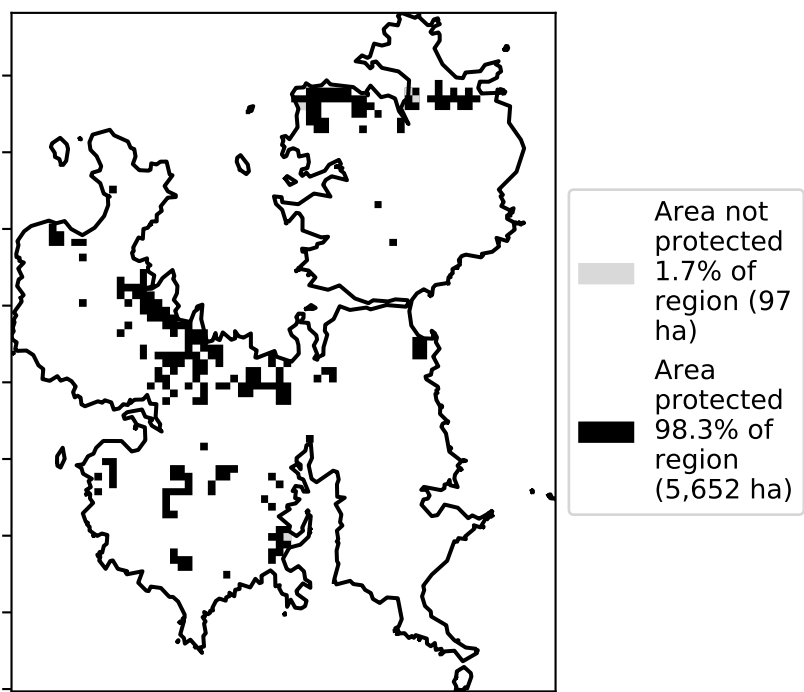 Area not
protected
1.7% of
region (97
ha)
Area
protected
98.3% of
region
(5,652 ha)